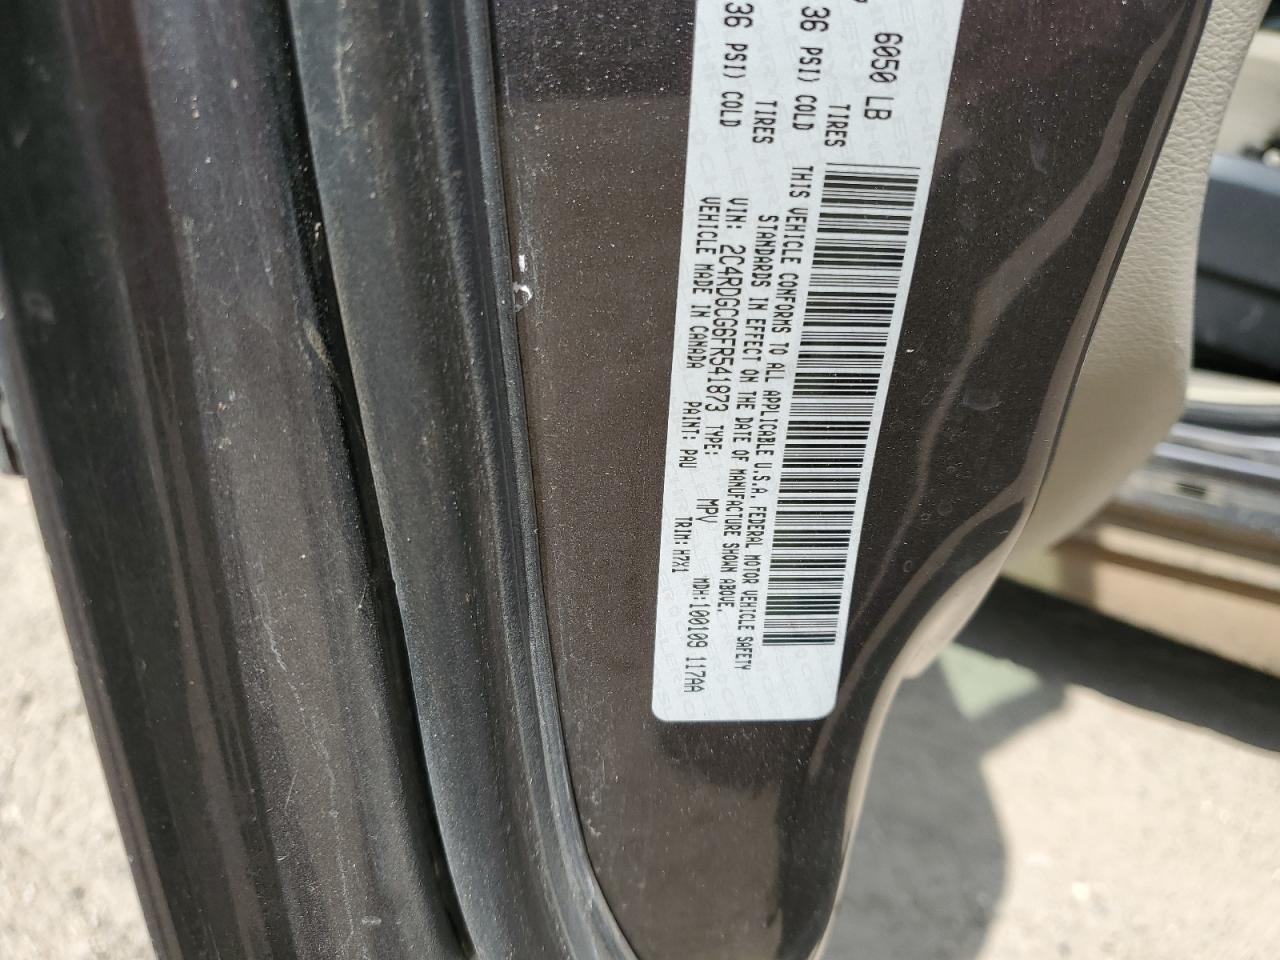 6050 LB
36 PSI) COLD TIRES
36 PSI) COLD TIRES
THIS VEHICLE CONFORMS TO ALL APPLICABLE U.S.A. FEDERAL MOTOR VEHICLE SAFETY
STANDARDS IN EFFECT ON THE DATE OF MANUFACTURE SHOWN ABOVE.
VIN: 2C4RDGCG6FR541873 TYPE: MPV MDH:100109 117AA
VEHICLE MADE IN CANADA PAINT: PAU TRIM: H7X1